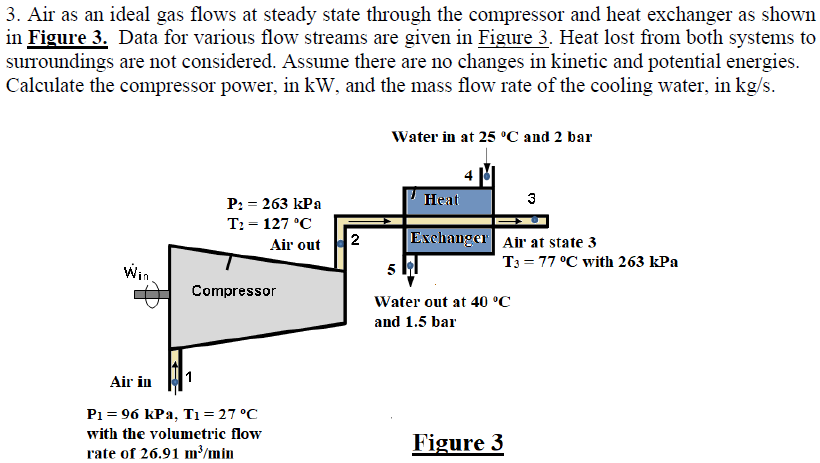 3. Air as an ideal gas flows at steady state through the compressor and heat exchanger as shown
in Figure 3. Data for various flow streams are given in Figure 3. Heat lost from both systems to
surroundings are not considered. Assume there are no changes in kinetic and potential energies.
Calculate the compressor power, in kW, and the mass flow rate of the cooling water, in kg/s.
Water in at 25 °C and 2 bar
4
Heat
3
P₂ = 263 kPa
T₂ = 127 °C
Air out
2
Exchanger
Air at state 3
T₃ = 77 °C with 263 kPa
5
Ẇin
Compressor
Water out at 40 °C
and 1.5 bar
Air in
1
P₁ = 96 kPa, T₁ = 27 °C
with the volumetric flow
rate of 26.91 m³/min
Figure 3